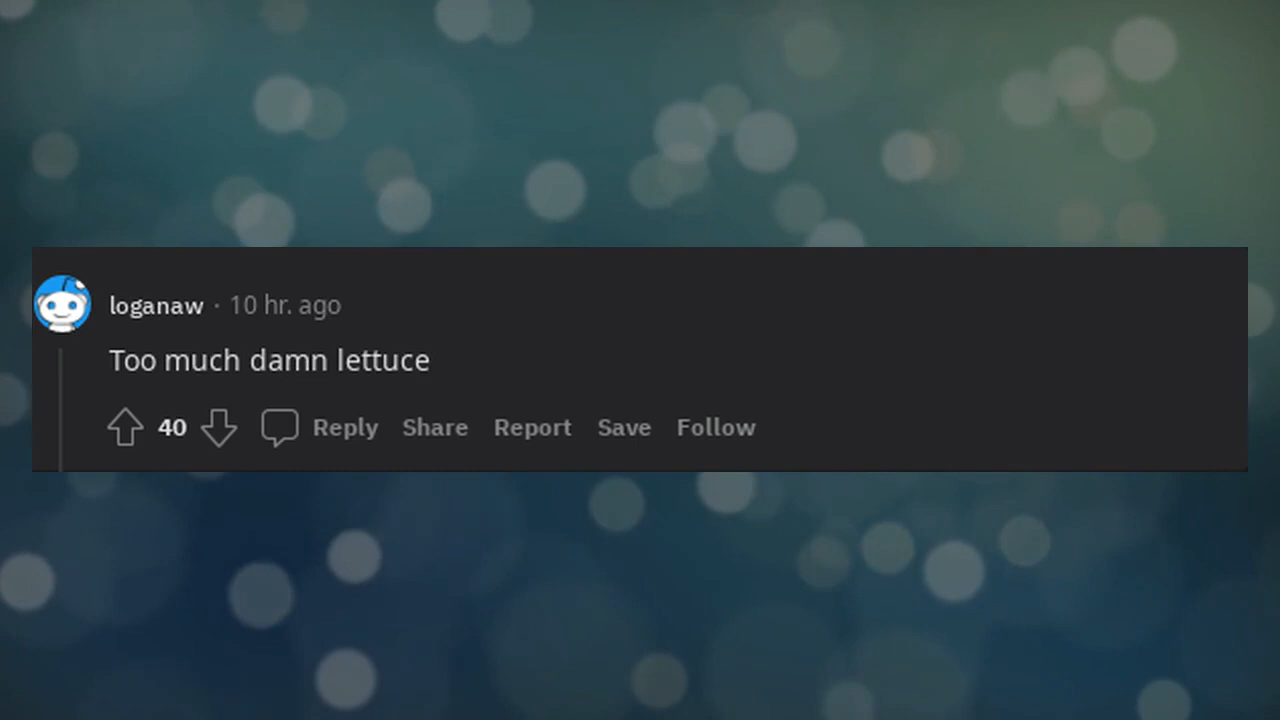 loganaw · 10 hr. ago
Too much damn lettuce
40 Reply Share Report Save Follow